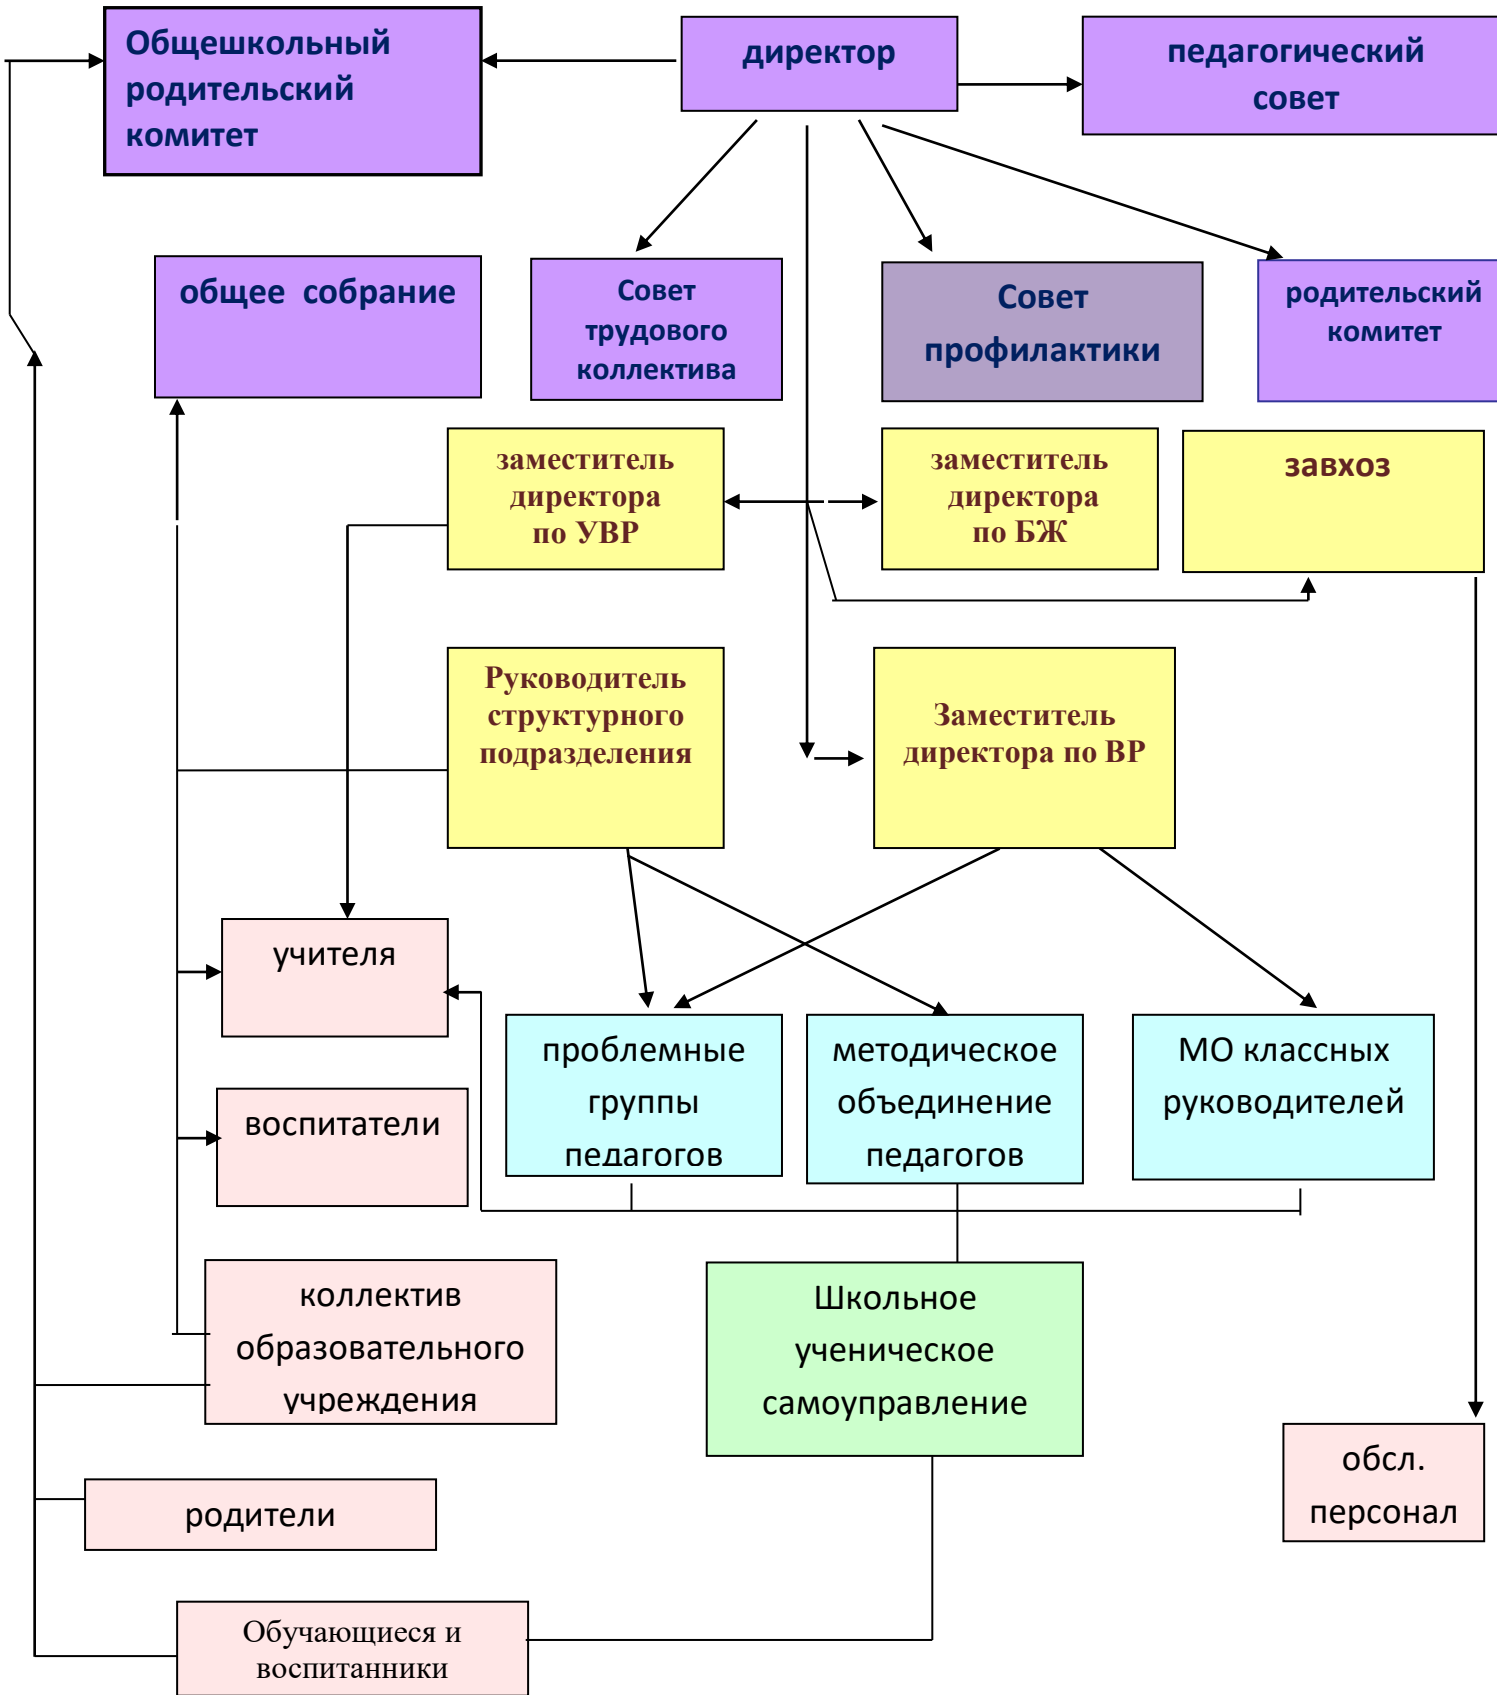 Общешкольный
родительский
комитет
директор
педагогический
совет
общее собрание
Совет
трудового
коллектива
Совет
профилактики
родительский
комитет
заместитель
директора
по УВР
заместитель
директора
по БЖ
завхоз
Руководитель
структурного
подразделения
Заместитель
директора по ВР
учителя
проблемные
группы
педагогов
методическое
объединение
педагогов
МО классных
руководителей
воспитатели
коллектив
образовательного
учреждения
Школьное
ученическое
самоуправление
обсл.
персонал
родители
Обучающиеся и
воспитанники